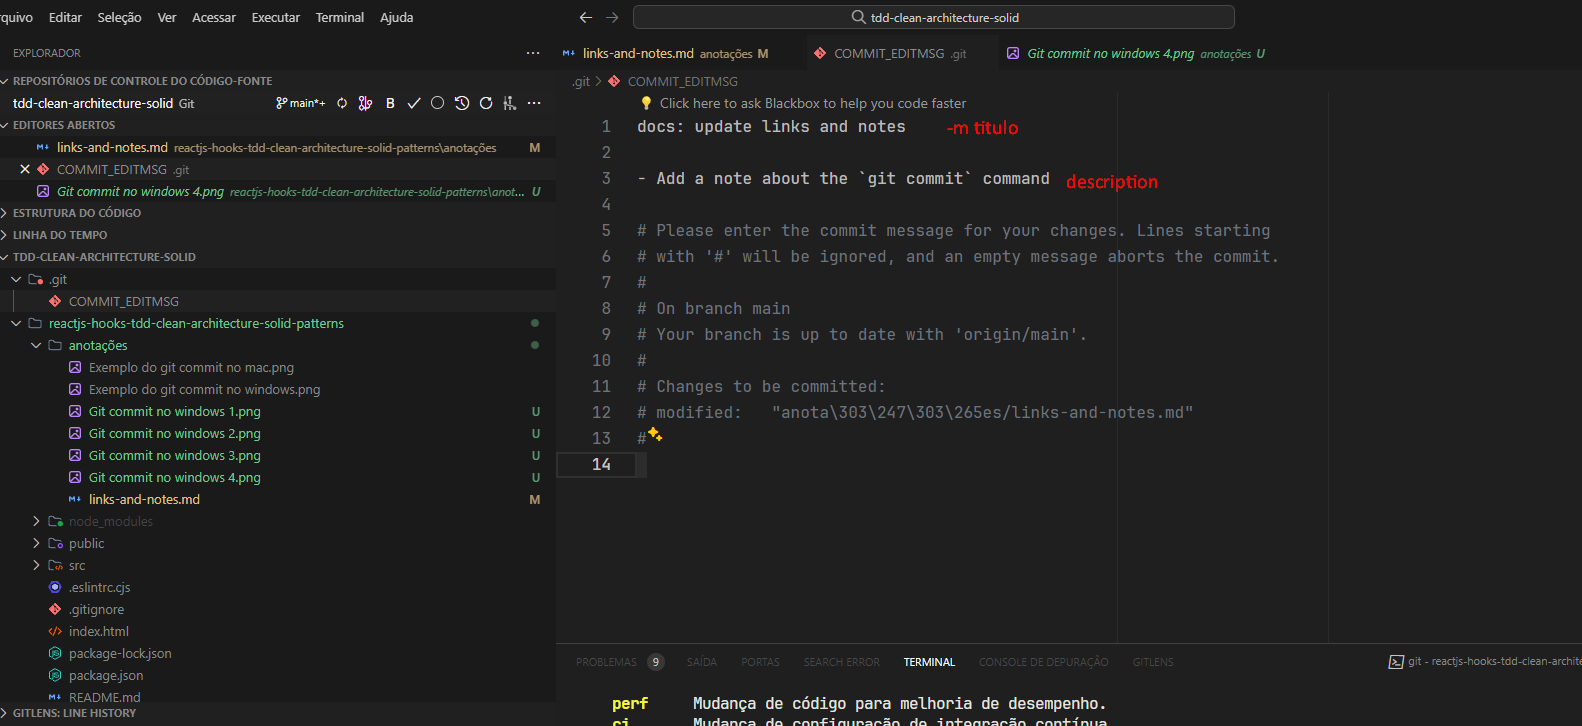 rquivo Editar Seleção Ver Acessar Executar Terminal Ajuda
tdd-clean-architecture-solid
EXPLORADOR
REPOSITÓRIOS DE CONTROLE DO CÓDIGO-FONTE
tdd-clean-architecture-solid Git main*+ B
EDITORES ABERTOS
links-and-notes.md reactjs-hooks-tdd-clean-architecture-solid-patterns\anotações M
COMMIT_EDITMSG .git
Git commit no windows 4.png reactjs-hooks-tdd-clean-architecture-solid-patterns\anot... U
ESTRUTURA DO CÓDIGO
LINHA DO TEMPO
TDD-CLEAN-ARCHITECTURE-SOLID
.git
COMMIT_EDITMSG
reactjs-hooks-tdd-clean-architecture-solid-patterns
anotações
Exemplo do git commit no mac.png
Exemplo do git commit no windows.png
Git commit no windows 1.png U
Git commit no windows 2.png U
Git commit no windows 3.png U
Git commit no windows 4.png U
links-and-notes.md M
node_modules
public
src
.eslintrc.cjs
.gitignore
index.html
package-lock.json
package.json
README.md
GITLENS: LINE HISTORY
links-and-notes.md anotações M COMMIT_EDITMSG .git Git commit no windows 4.png anotações U
.git > COMMIT_EDITMSG
Click here to ask Blackbox to help you code faster
1 docs: update links and notes -m titulo
2
3 - Add a note about the `git commit` command description
4
5 # Please enter the commit message for your changes. Lines starting
6 # with '#' will be ignored, and an empty message aborts the commit.
7 #
8 # On branch main
9 # Your branch is up to date with 'origin/main'.
10 #
11 # Changes to be committed:
12 # modified: "anota\303\247\303\265es/links-and-notes.md"
13 #
14
PROBLEMAS 9 SAÍDA PORTAS SEARCH ERROR TERMINAL CONSOLE DE DEPURAÇÃO GITLENS
git - reactjs-hooks-tdd-clean-archite
perf Mudança de código para melhoria de desempenho.
ci Mudança de configuração de integração contínua